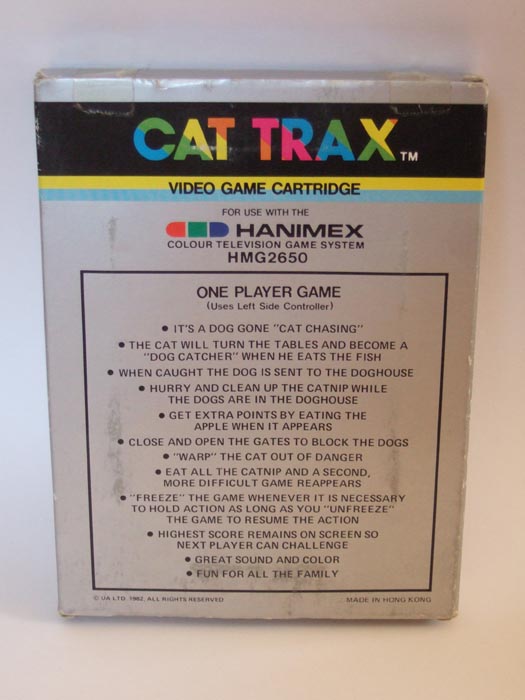 CAT TRAX TM
VIDEO GAME CARTRIDGE
FOR USE WITH THE
HANIMEX
COLOUR TELEVISION GAME SYSTEM
HMG2650
ONE PLAYER GAME
(Uses Left Side Controller)
• IT'S A DOG GONE "CAT CHASING"
• THE CAT WILL TURN THE TABLES AND BECOME A
"DOG CATCHER" WHEN HE EATS THE FISH
• WHEN CAUGHT THE DOG IS SENT TO THE DOGHOUSE
• HURRY AND CLEAN UP THE CATNIP WHILE
THE DOGS ARE IN THE DOGHOUSE
• GET EXTRA POINTS BY EATING THE
APPLE WHEN IT APPEARS
• CLOSE AND OPEN THE GATES TO BLOCK THE DOGS
• "WARP" THE CAT OUT OF DANGER
• EAT ALL THE CATNIP AND A SECOND,
MORE DIFFICULT GAME REAPPEARS
• "FREEZE" THE GAME WHENEVER IT IS NECESSARY
TO HOLD ACTION AS LONG AS YOU "UNFREEZE"
THE GAME TO RESUME THE ACTION
• HIGHEST SCORE REMAINS ON SCREEN SO
NEXT PLAYER CAN CHALLENGE
• GREAT SOUND AND COLOR
• FUN FOR ALL THE FAMILY
© UA LTD. 1982. ALL RIGHTS RESERVED
MADE IN HONG KONG